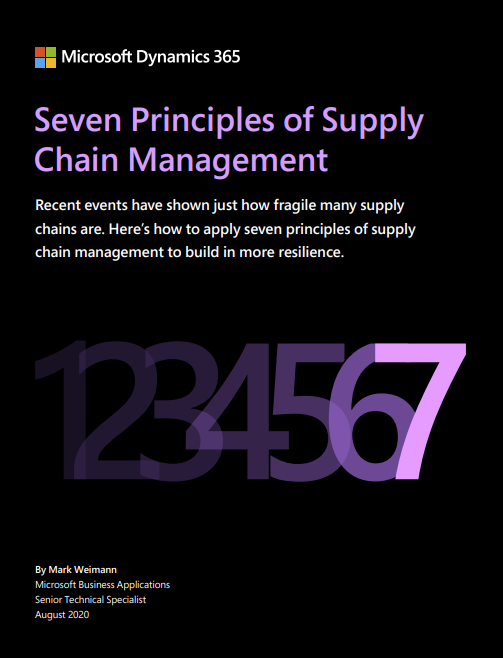 Microsoft Dynamics 365
Seven Principles of Supply
Chain Management
Recent events have shown just how fragile many supply
chains are. Here’s how to apply seven principles of supply
chain management to build in more resilience.
1234567
By Mark Weimann
Microsoft Business Applications
Senior Technical Specialist
August 2020